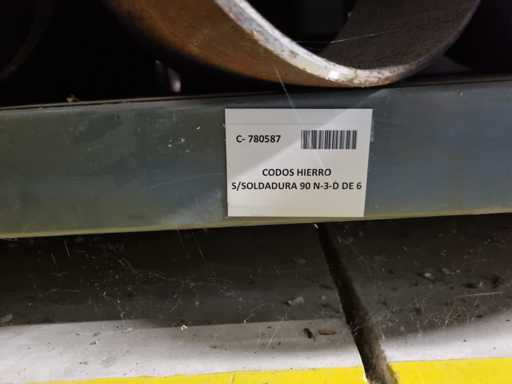 C- 780587
CODOS HIERRO
S/SOLDADURA 90 N-3-D DE 6